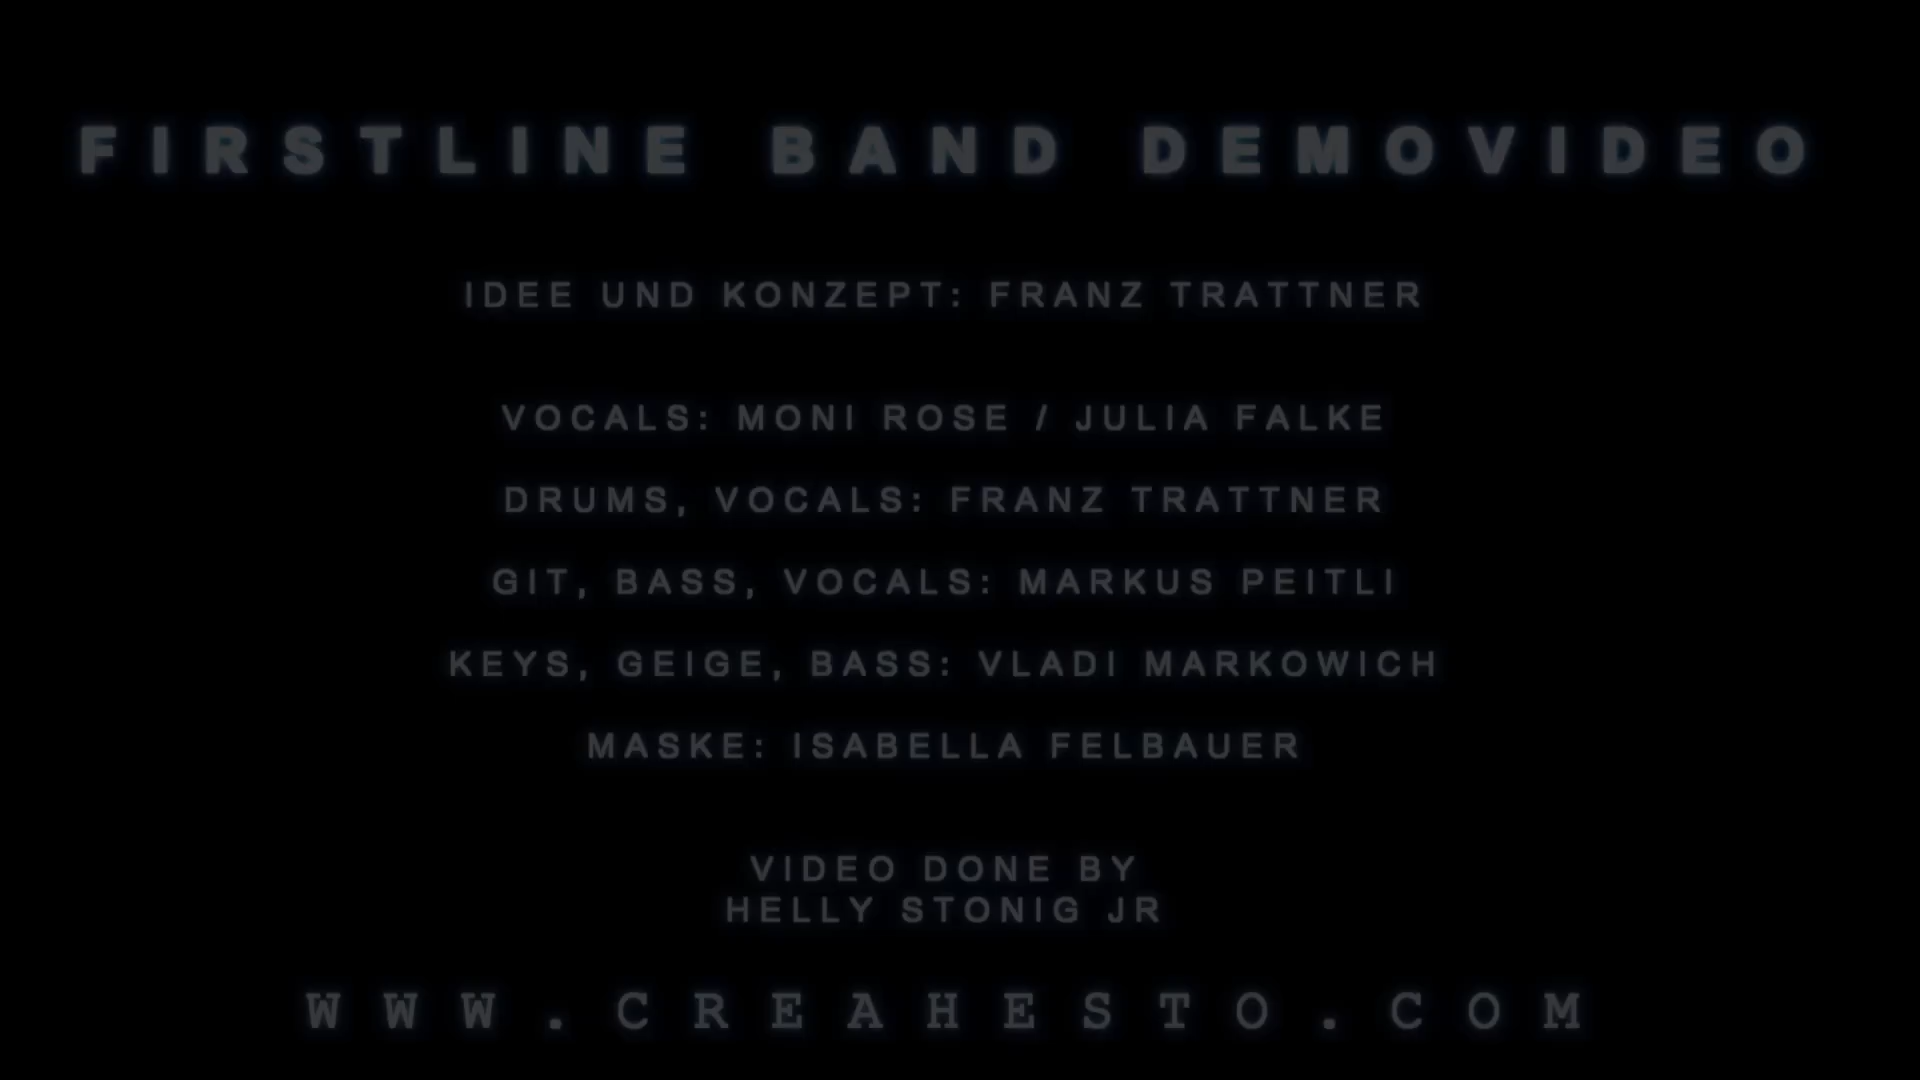 FIRSTLINE BAND DEMOVIDEO
IDEE UND KONZEPT: FRANZ TRATTNER
VOCALS: MONI ROSE / JULIA FALKE
DRUMS, VOCALS: FRANZ TRATTNER
GIT, BASS, VOCALS: MARKUS PEITLI
KEYS, GEIGE, BASS: VLADI MARKOWICH
MASKE: ISABELLA FELBAUER
VIDEO DONE BY
HELLY STONIG JR
WWW.CREAHESTO.COM